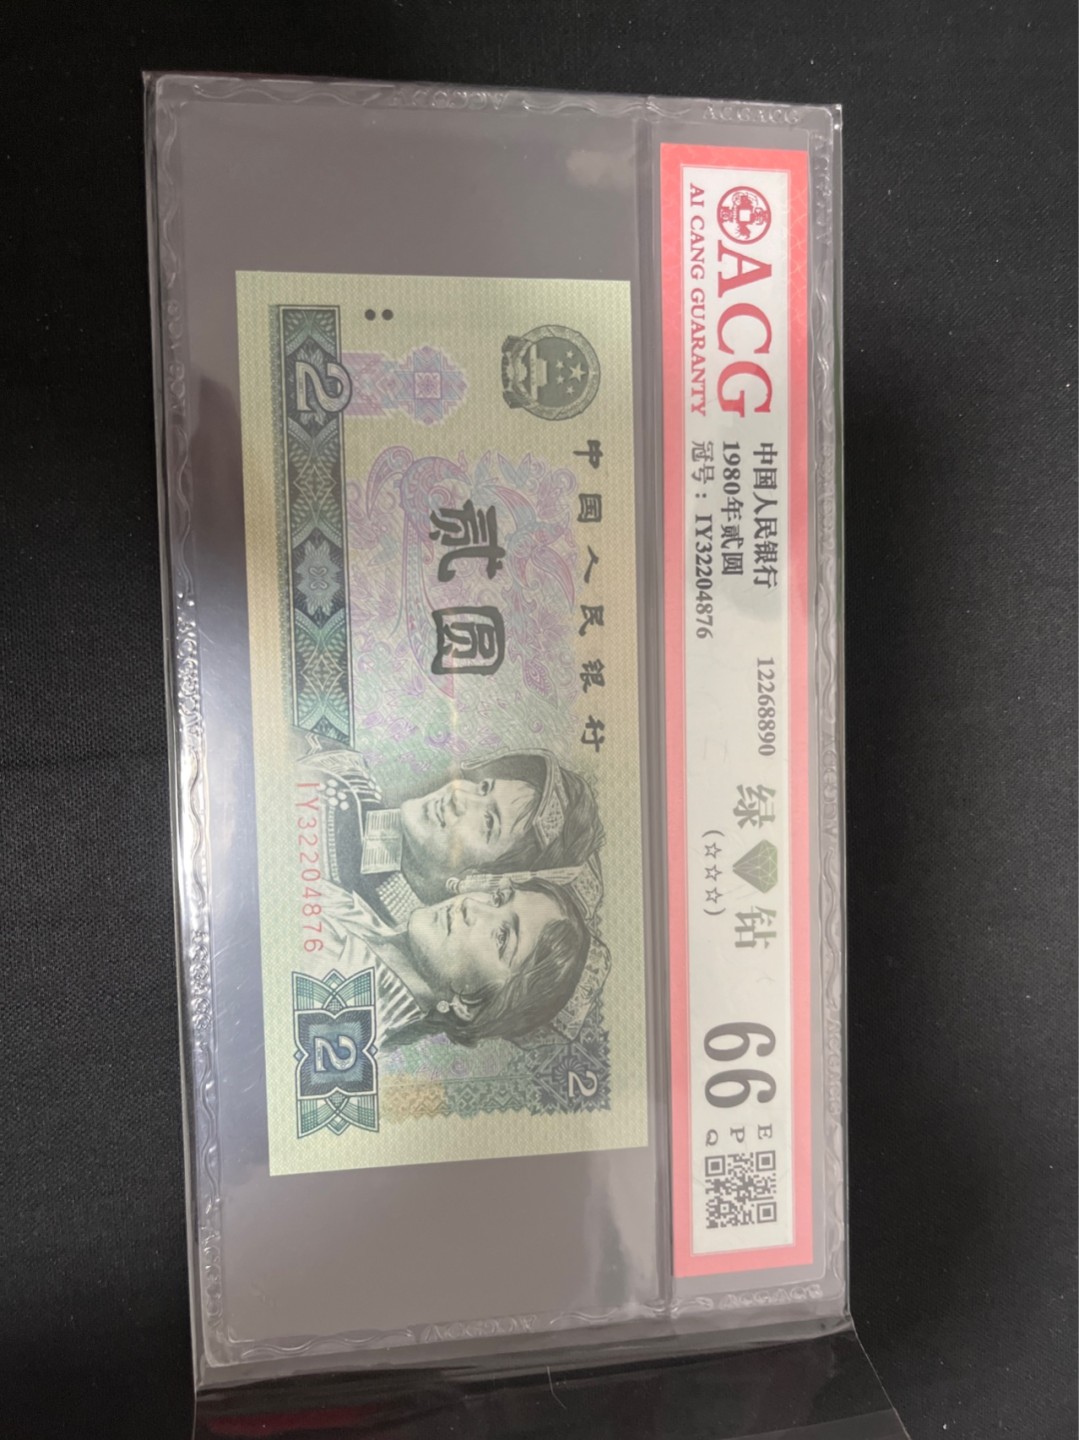 ACG
AI CANG GUARANTY
中国人民银行
1980年贰圆
冠号：IY32204876
12268890
绿 钻
(☆☆☆)
66
E
P
Q
中国人民银行
贰圆
2
IY32204876
2
2